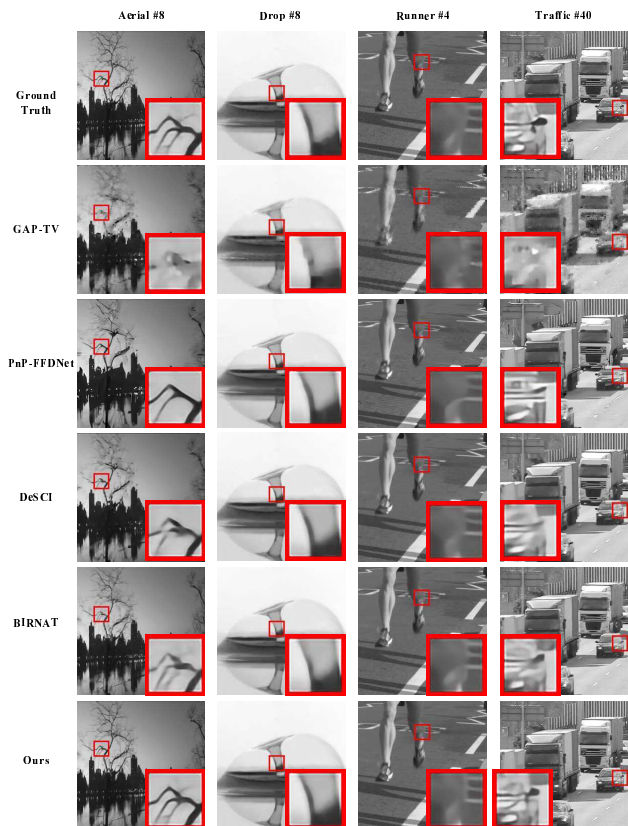 Aerial #8 Drop #8 Runner #4 Traffic #40
Ground
Truth
GAP-TV
PnP-FFDNet
DeSCI
BIRNAT
Ours